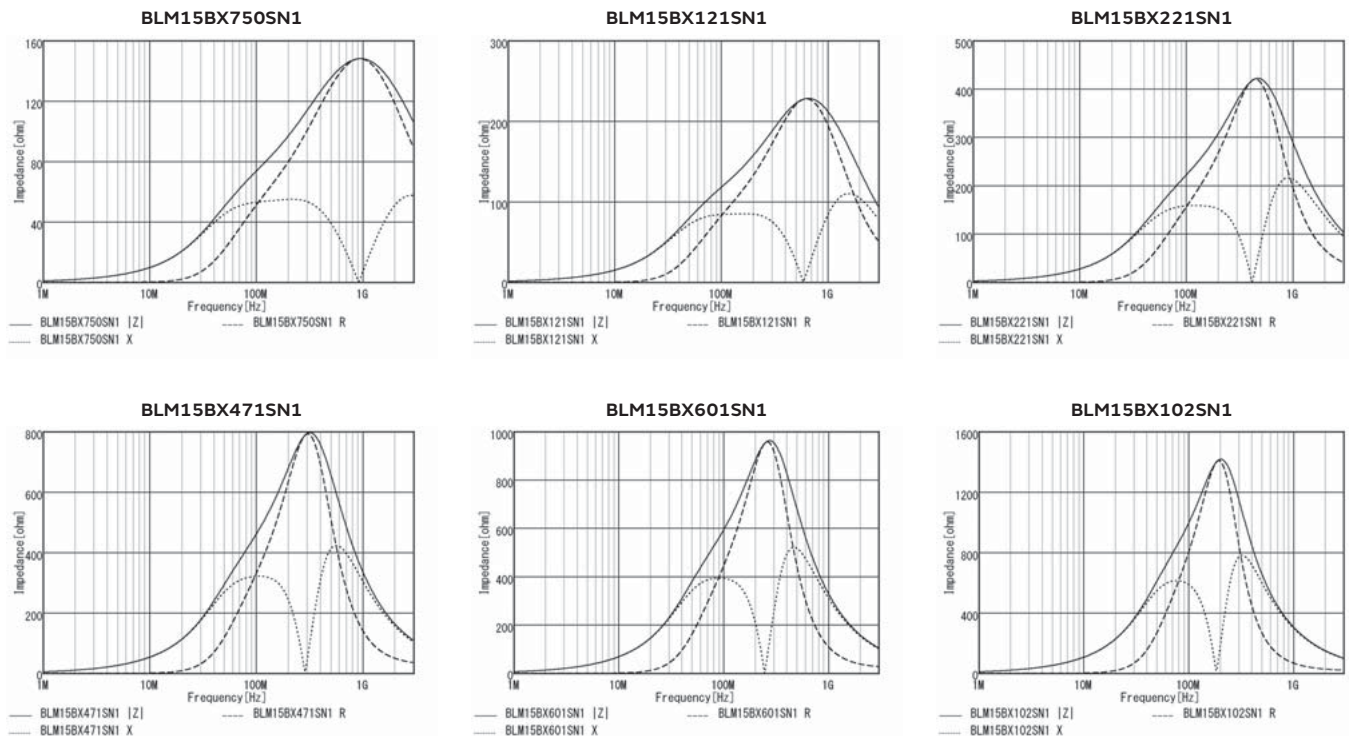 BLM15BX750SN1
160
120
80
40
0
Impedance[ohm]
1M 10M 100M 1G
Frequency[Hz]
BLM15BX750SN1 |Z| BLM15BX750SN1 R
BLM15BX750SN1 X
BLM15BX121SN1
300
200
100
0
Impedance[ohm]
1M 10M 100M 1G
Frequency[Hz]
BLM15BX121SN1 |Z| BLM15BX121SN1 R
BLM15BX121SN1 X
BLM15BX221SN1
500
400
300
200
100
0
Impedance[ohm]
1M 10M 100M 1G
Frequency[Hz]
BLM15BX221SN1 |Z| BLM15BX221SN1 R
BLM15BX221SN1 X
BLM15BX471SN1
800
600
400
200
0
Impedance[ohm]
1M 10M 100M 1G
Frequency[Hz]
BLM15BX471SN1 |Z| BLM15BX471SN1 R
BLM15BX471SN1 X
BLM15BX601SN1
1000
800
600
400
200
0
Impedance[ohm]
1M 10M 100M 1G
Frequency[Hz]
BLM15BX601SN1 |Z| BLM15BX601SN1 R
BLM15BX601SN1 X
BLM15BX102SN1
1600
1200
800
400
0
Impedance[ohm]
1M 10M 100M 1G
Frequency[Hz]
BLM15BX102SN1 |Z| BLM15BX102SN1 R
BLM15BX102SN1 X